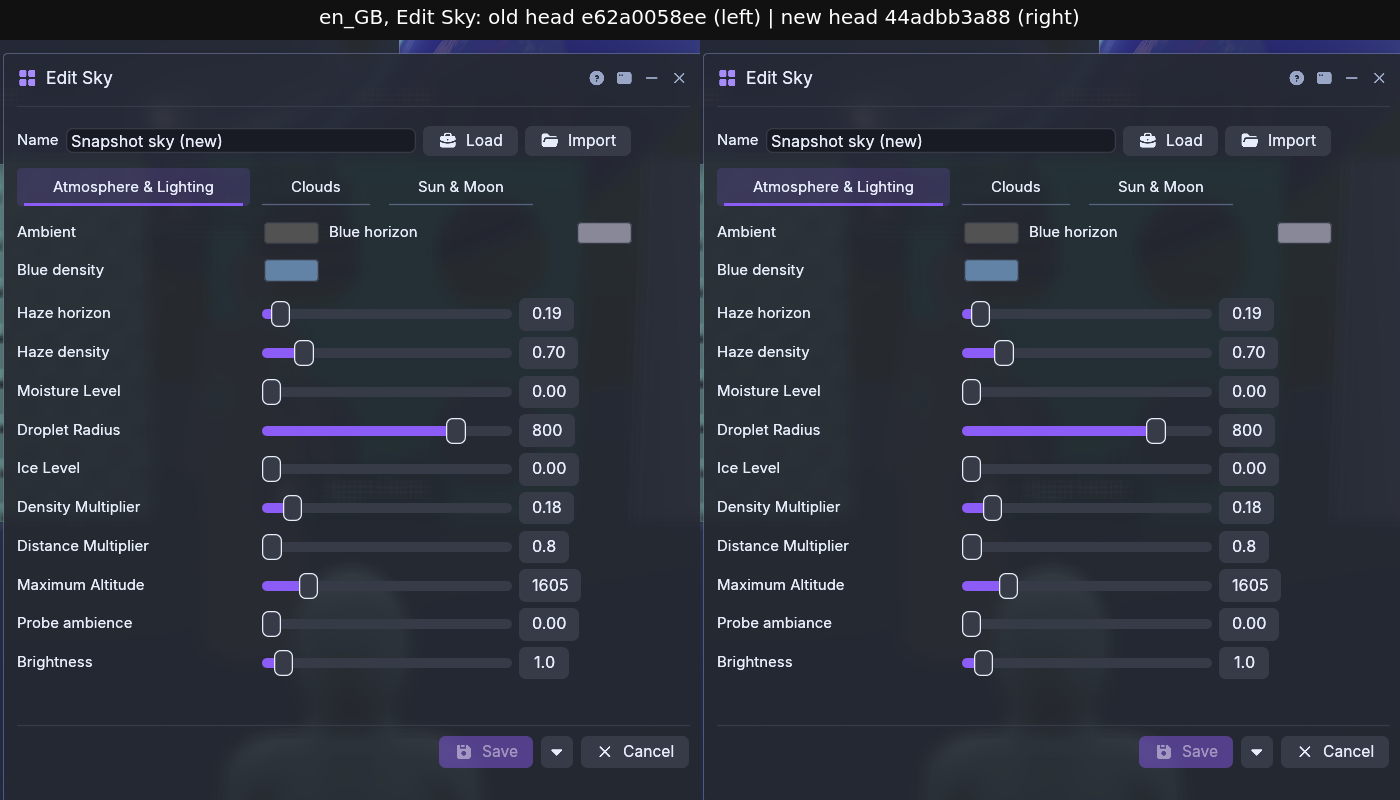 en_GB, Edit Sky: old head e62a0058ee (left) | new head 44adbb3a88 (right)
Edit Sky
Name Snapshot sky (new) Load Import
Atmosphere & Lighting Clouds Sun & Moon
Ambient Blue horizon
Blue density
Haze horizon 0.19
Haze density 0.70
Moisture Level 0.00
Droplet Radius 800
Ice Level 0.00
Density Multiplier 0.18
Distance Multiplier 0.8
Maximum Altitude 1605
Probe ambience 0.00
Brightness 1.0
Save Cancel
Edit Sky
Name Snapshot sky (new) Load Import
Atmosphere & Lighting Clouds Sun & Moon
Ambient Blue horizon
Blue density
Haze horizon 0.19
Haze density 0.70
Moisture Level 0.00
Droplet Radius 800
Ice Level 0.00
Density Multiplier 0.18
Distance Multiplier 0.8
Maximum Altitude 1605
Probe ambiance 0.00
Brightness 1.0
Save Cancel